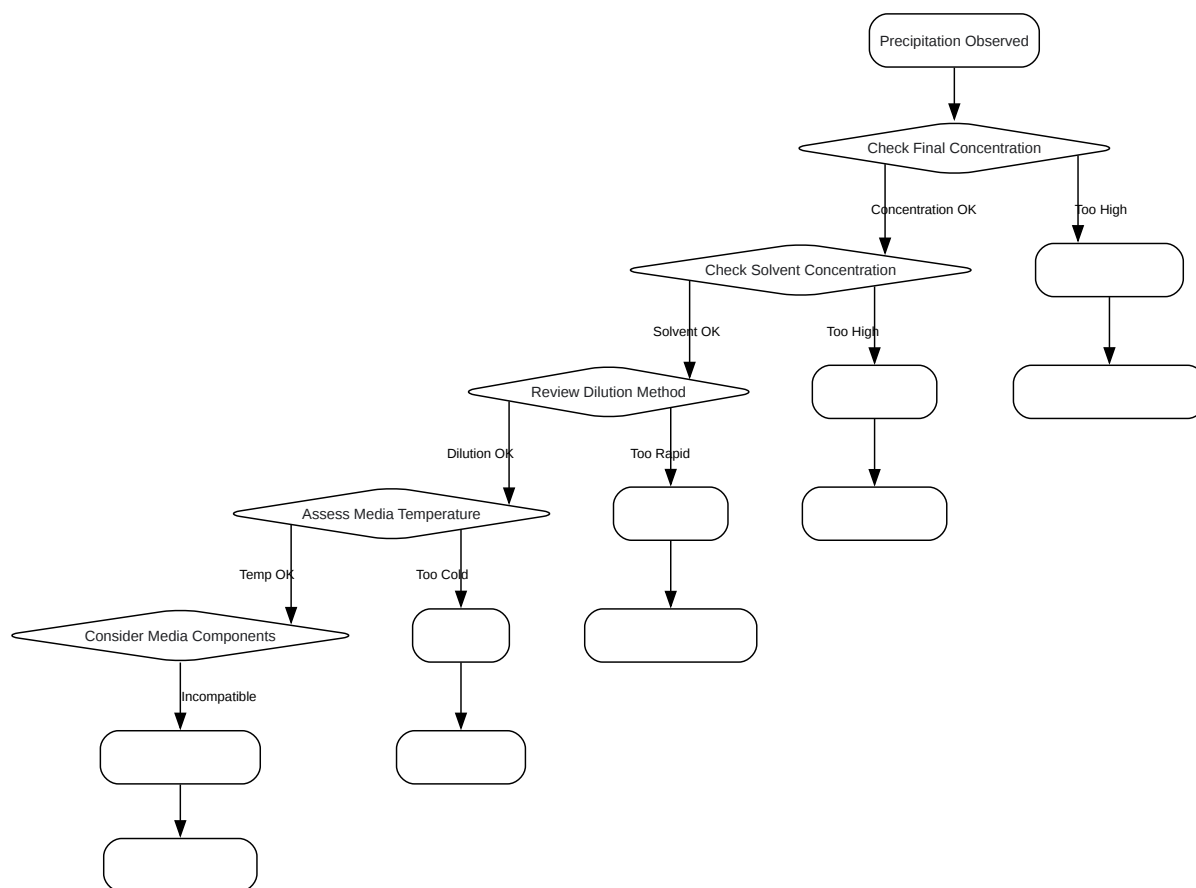 Precipitation Observed
Check Final Concentration
Concentration OK
Too High
Check Solvent Concentration
Solvent OK
Too High
Review Dilution Method
Dilution OK
Too Rapid
Assess Media Temperature
Temp OK
Too Cold
Consider Media Components
Incompatible